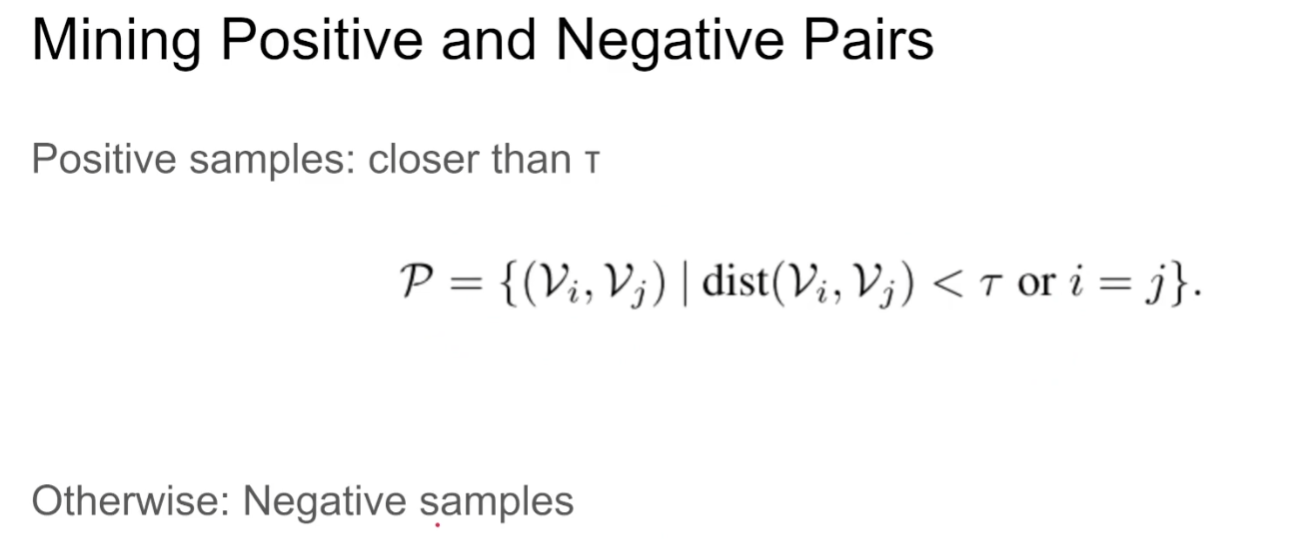 Mining Positive and Negative Pairs
Positive samples: closer than τ
𝒫 = {(𝒱ᵢ, 𝒱ⱼ) | dist(𝒱ᵢ, 𝒱ⱼ) < τ or i = j}.
Otherwise: Negative samples